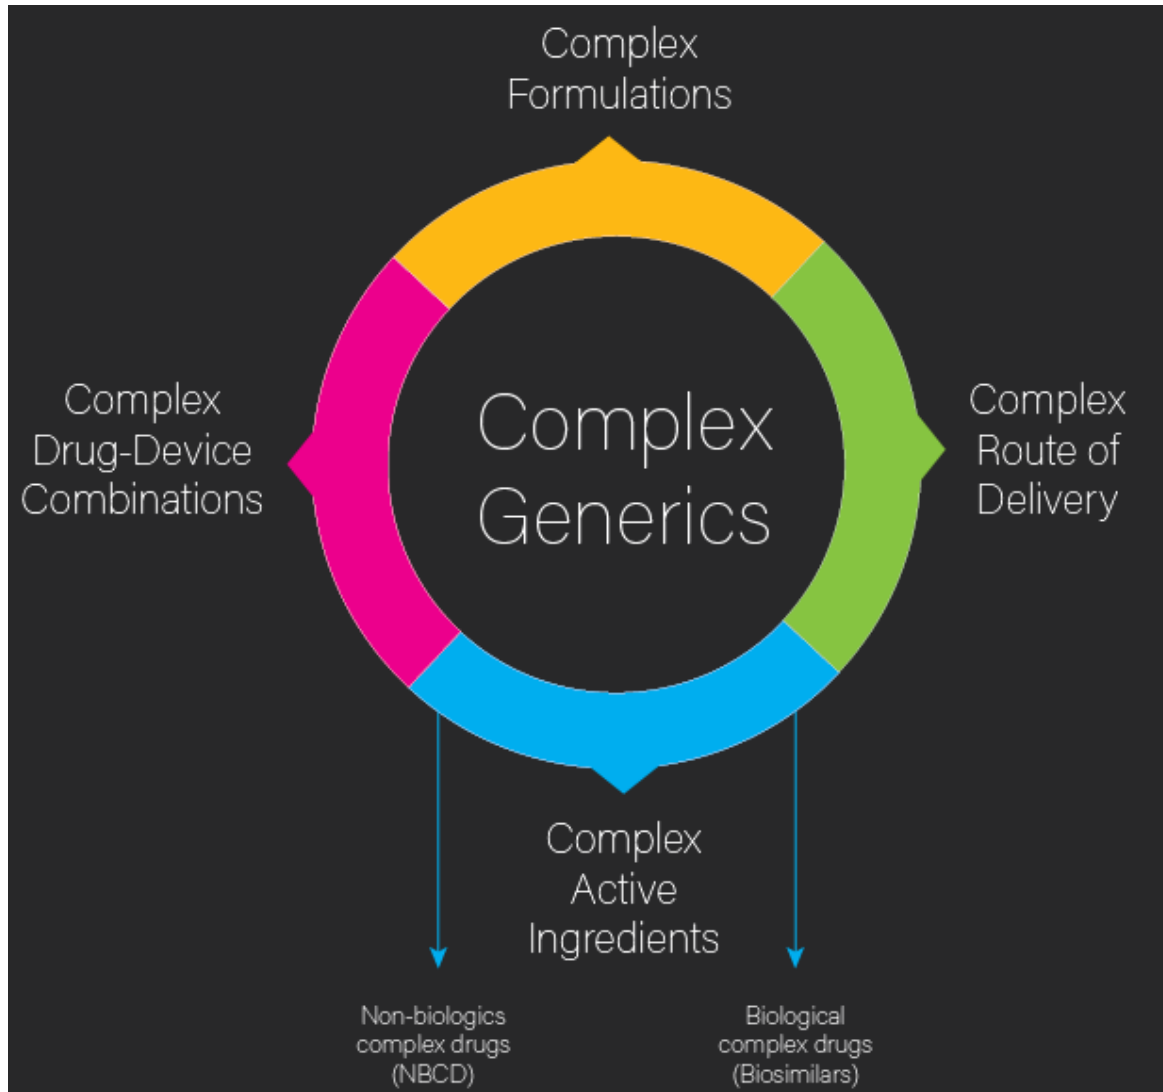 Complex
Formulations
Complex
Drug-Device
Combinations
Complex
Generics
Complex
Route of
Delivery
Complex
Active
Ingredients
Non-biologics
complex drugs
(NBCD)
Biological
complex drugs
(Biosimilars)